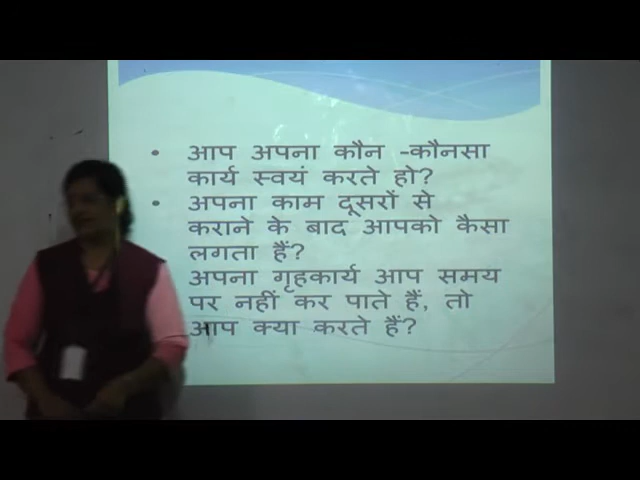 • आप अपना कौन -कौनसा
कार्य स्वयं करते हो?
• अपना काम दूसरों से
कराने के बाद आपको कैसा
लगता हैं?
अपना गृहकार्य आप समय
पर नहीं कर पाते हैं, तो
आप क्या करते हैं?